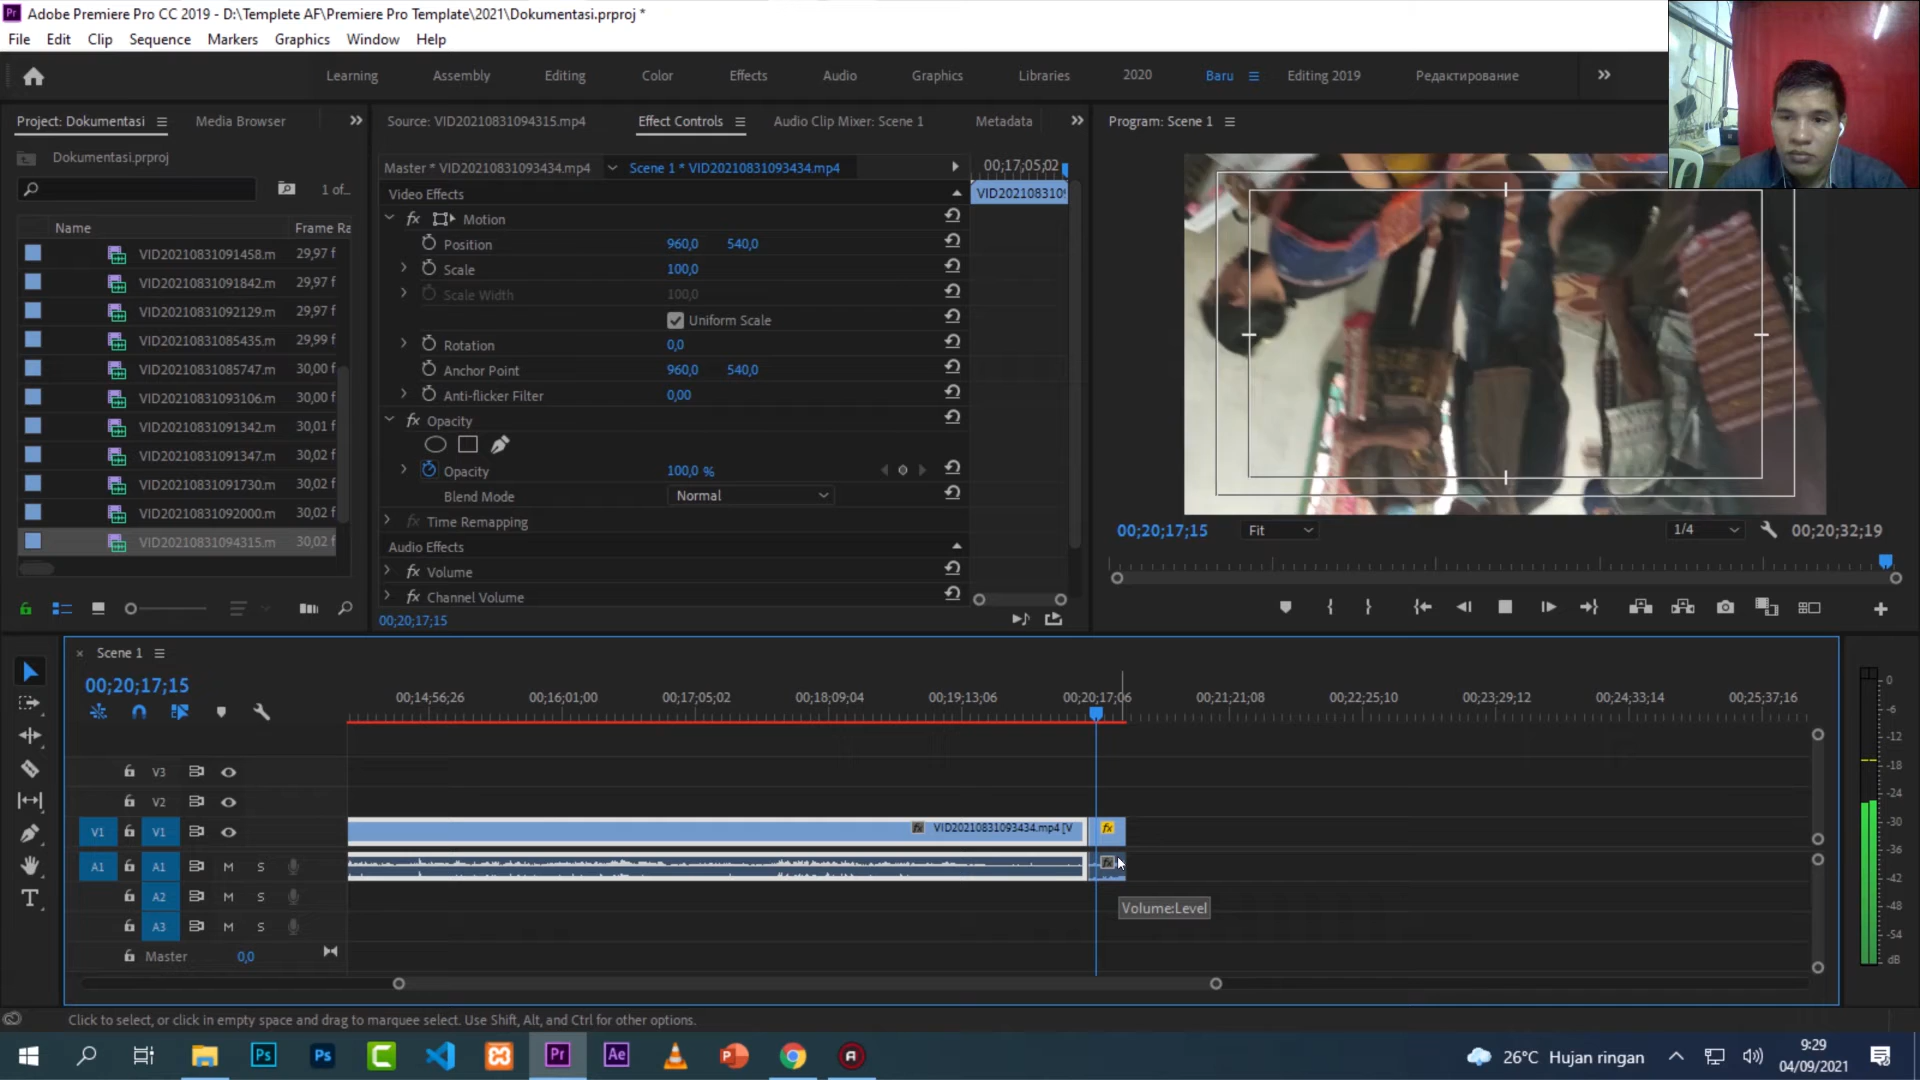 Adobe Premiere Pro CC 2019 - D:\Templete AF\Premiere Pro Template\2021\Dokumentasi.prproj *
File Edit Clip Sequence Markers Graphics Window Help
Learning Assembly Editing Color Effects Audio Graphics Libraries 2020 Baru Editing 2019 Редактирование
Project: Dokumentasi Media Browser
Dokumentasi.prproj
1 of...
Name Frame Ra
VID20210831091458.m 29,97 f
VID20210831091842.m 29,97 f
VID20210831092129.m 29,97 f
VID20210831085435.m 29,99 f
VID20210831085747.m 30,00 f
VID20210831093106.m 30,00 f
VID20210831091342.m 30,01 f
VID20210831091347.m 30,02 f
VID20210831091730.m 30,02 f
VID20210831092000.m 30,02 f
VID20210831094315.m 30,02 f
Source: VID20210831094315.mp4 Effect Controls Audio Clip Mixer: Scene 1 Metadata
Master * VID20210831093434.mp4 Scene 1 * VID20210831093434.mp4 00;17;05;02
Video Effects VID202108310
fx Motion
Position 960,0 540,0
Scale 100,0
Scale Width 100,0
Uniform Scale
Rotation 0,0
Anchor Point 960,0 540,0
Anti-flicker Filter 0,00
fx Opacity
Opacity 100,0 %
Blend Mode Normal
fx Time Remapping
Audio Effects
fx Volume
fx Channel Volume
00;20;17;15
Program: Scene 1
00;20;17;15 Fit 1/4 00;20;32;19
Scene 1
00;20;17;15
00;14;56;26 00;16;01;00 00;17;05;02 00;18;09;04 00;19;13;06 00;20;17;06 00;21;21;08 00;22;25;10 00;23;29;12 00;24;33;14 00;25;37;16
V3
V2
V1 V1 fx VID20210831093434.mp4 [V fx
A1 A1 M S fx
A2 M S
A3 M S
Master 0,0
Volume:Level
0
-6
-12
-18
-24
-30
-36
-42
-48
-54
dB
Click to select, or click in empty space and drag to marquee select. Use Shift, Alt, and Ctrl for other options.
Ps Ps C Pr Ae P
26°C Hujan ringan
9:29
04/09/2021